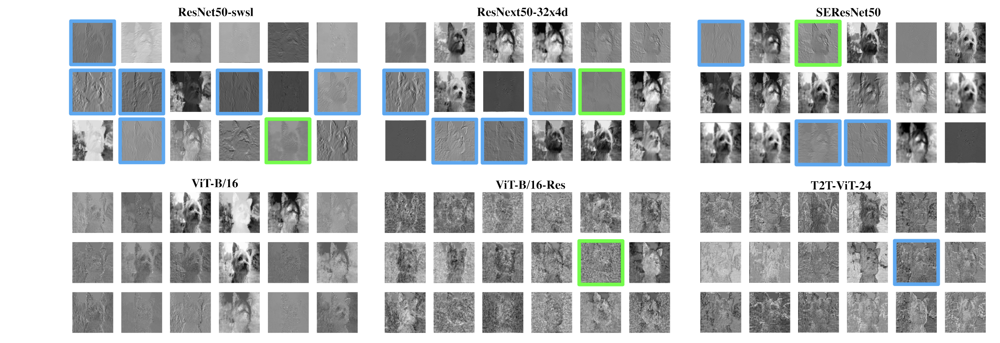 ResNet50-swsl
ResNext50-32x4d
SEResNet50
ViT-B/16
ViT-B/16-Res
T2T-ViT-24